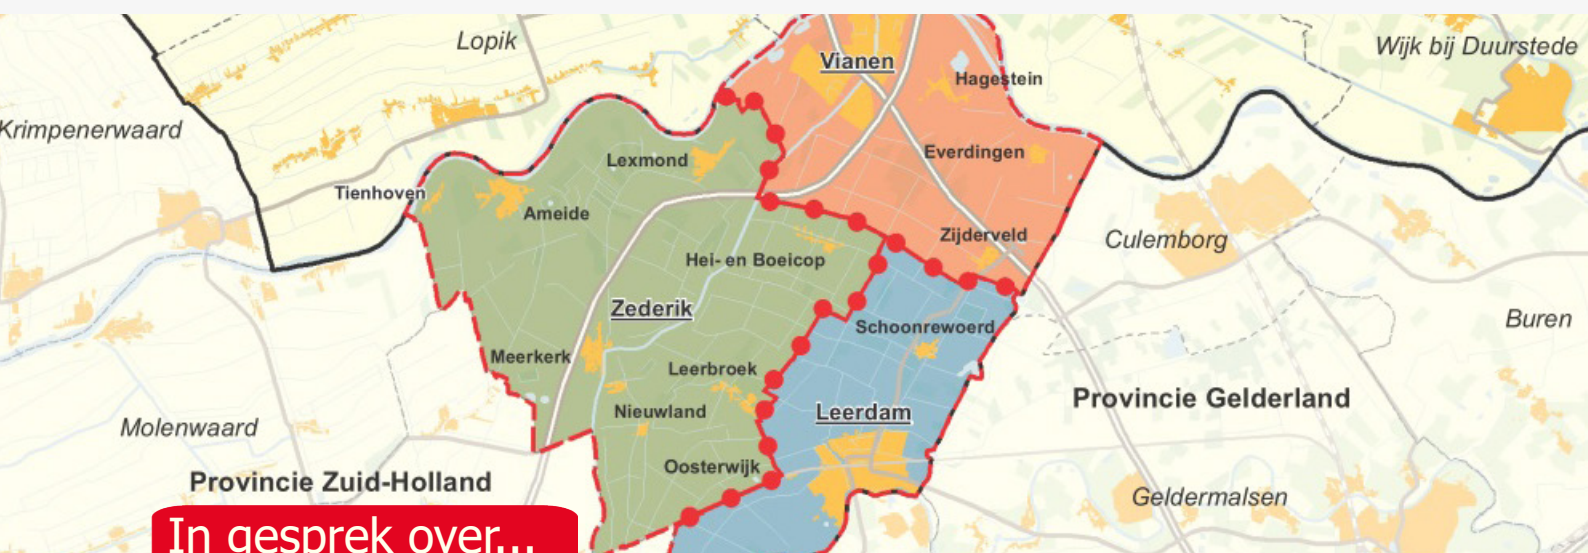 Lopik
Wijk bij Duurstede
Vianen
Hagestein
Krimpenerwaard
Everdingen
Lexmond
Tienhoven
Ameide
Zijderveld
Culemborg
Hei- en Boeicop
Zederik
Buren
Schoonrewoerd
Meerkerk
Leerbroek
Provincie Gelderland
Nieuwland
Leerdam
Molenwaard
Oosterwijk
Provincie Zuid-Holland
Geldermalsen
In gesprek over...